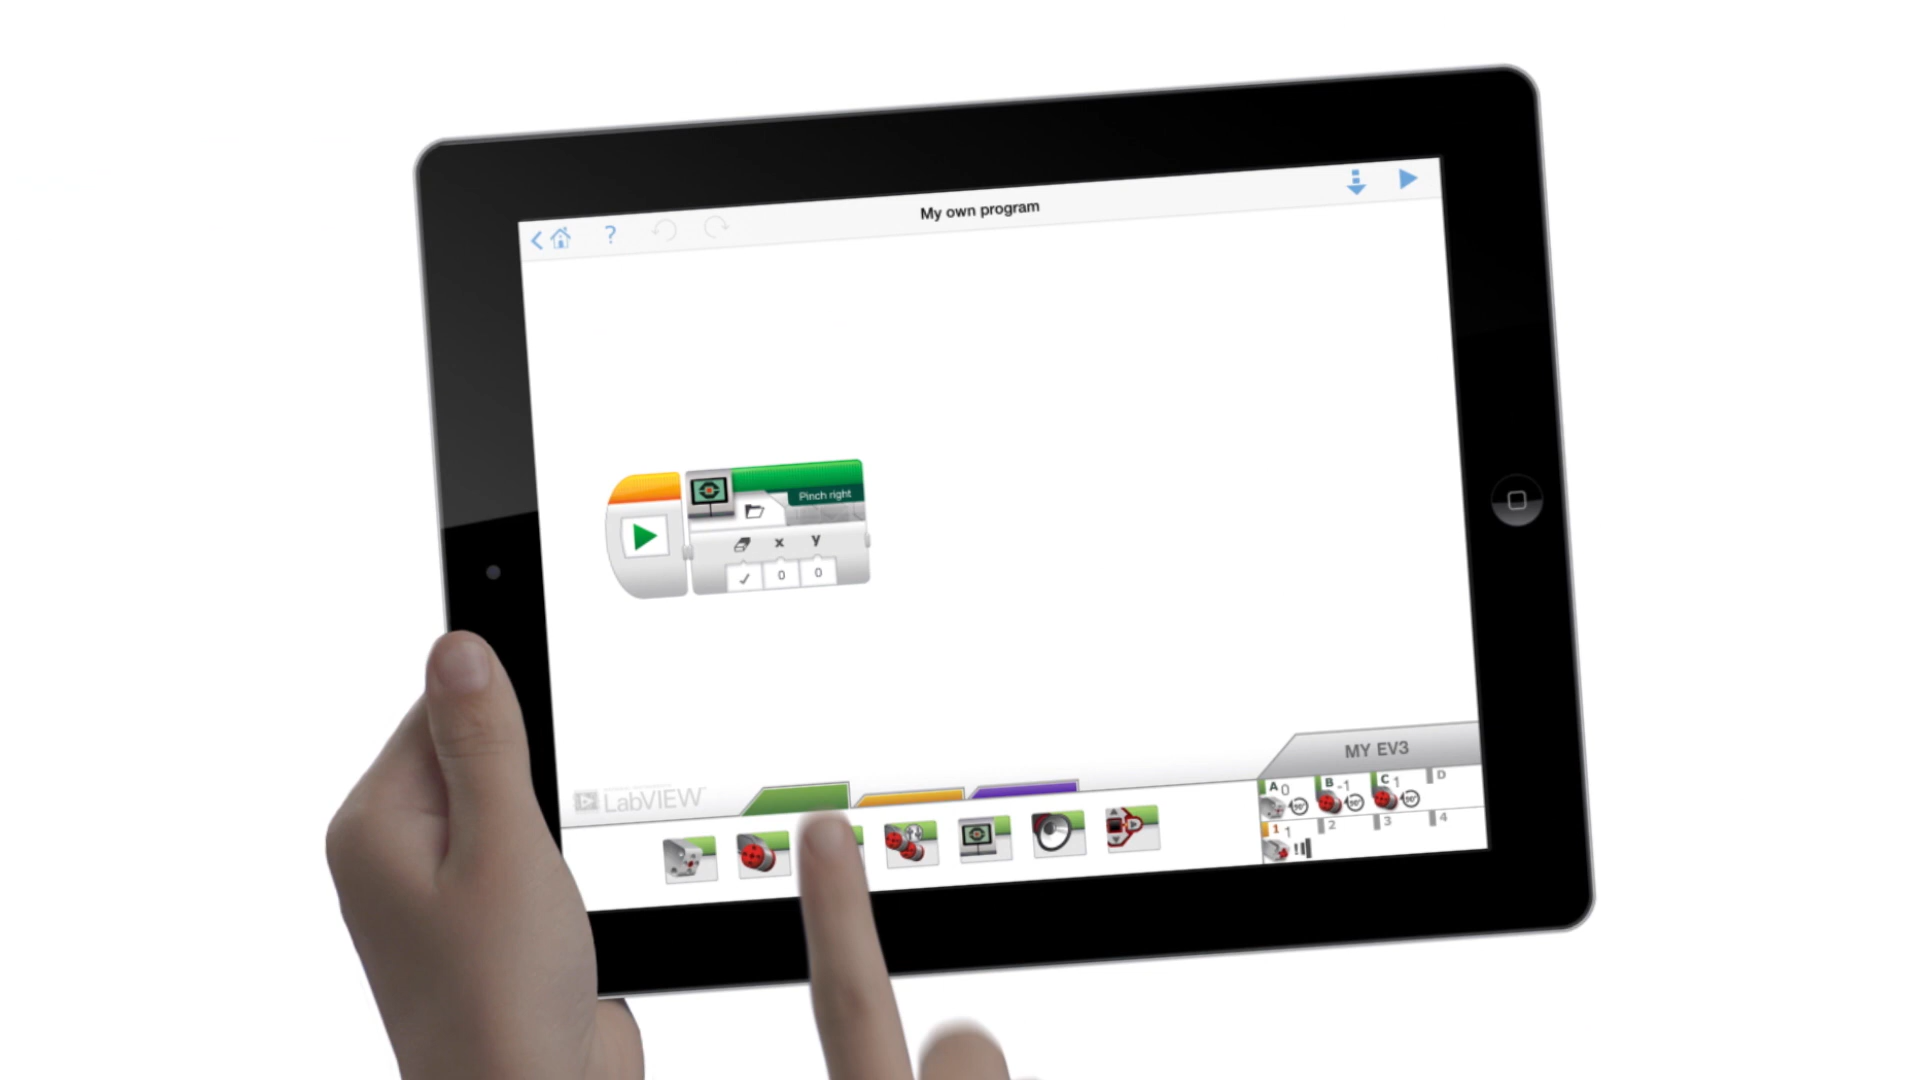 ?
My own program
Pinch right
x y
0 0
LabVIEW
MY EV3
A 0 B -1 C 1 D
1 1 2 3 4